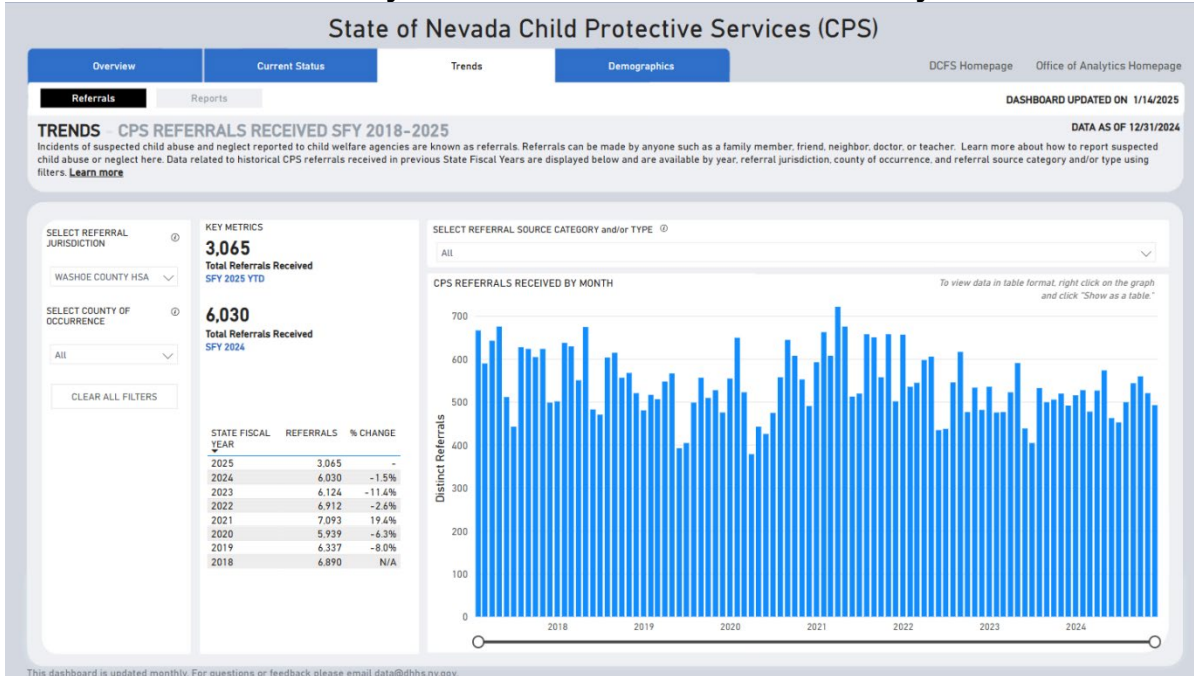 State of Nevada Child Protective Services (CPS)
Overview
Current Status
Trends
Demographics
DCFS Homepage
Office of Analytics Homepage
Referrals
Reports
DASHBOARD UPDATED ON 1/14/2025
TRENDS - CPS REFERRALS RECEIVED SFY 2018-2025
DATA AS OF 12/31/2024
Incidents of suspected child abuse and neglect reported to child welfare agencies are known as referrals. Referrals can be made by anyone such as a family member, friend, neighbor, doctor, or teacher. Learn more about how to report suspected
child abuse or neglect here. Data related to historical CPS referrals received in previous State Fiscal Years are displayed below and are available by year, referral jurisdiction, county of occurrence, and referral source category and/or type using
filters. Learn more
SELECT REFERRAL
JURISDICTION
WASHOE COUNTY HSA
SELECT COUNTY OF
OCCURRENCE
All
CLEAR ALL FILTERS
KEY METRICS
3,065
Total Referrals Received
SFY 2025 YTD
6,030
Total Referrals Received
SFY 2024
STATE FISCAL YEAR REFERRALS % CHANGE
2025 3,065 -
2024 6,030 -1.5%
2023 6,124 -11.4%
2022 6,912 -2.6%
2021 7,093 19.4%
2020 5,939 -6.3%
2019 6,337 -8.0%
2018 6,890 N/A
SELECT REFERRAL SOURCE CATEGORY and/or TYPE
All
CPS REFERRALS RECEIVED BY MONTH
To view data in table format, right click on the graph
and click "Show as a table."
Distinct Referrals
700
600
500
400
300
200
100
0
2018 2019 2020 2021 2022 2023 2024
This dashboard is updated monthly. For questions or feedback please email data@dhhs.nv.gov.